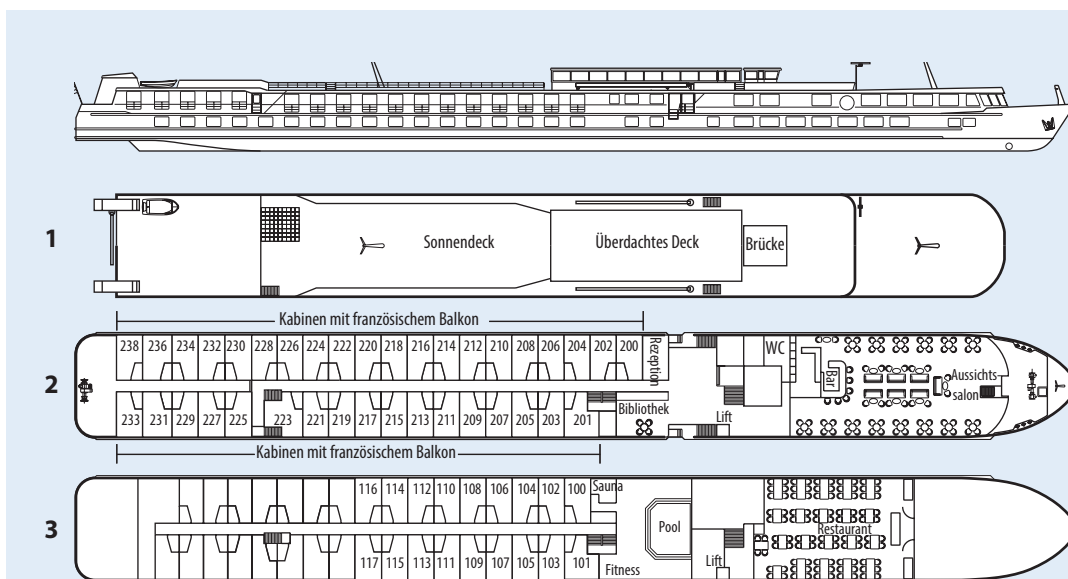 1
Sonnendeck
Überdachtes Deck
Brücke
Kabinen mit französischem Balkon
2
238 236 234 232 230 228 226 224 222 220 218 216 214 212 210 208 206 204 202 200
Rezeption
WC
Bar
Aussichts
salon
233 231 229 227 225 223 221 219 217 215 213 211 209 207 205 203 201
Bibliothek
Lift
Kabinen mit französischem Balkon
3
116 114 112 110 108 106 104 102 100
Sauna
Pool
Restaurant
117 115 113 111 109 107 105 103 101
Fitness
Lift